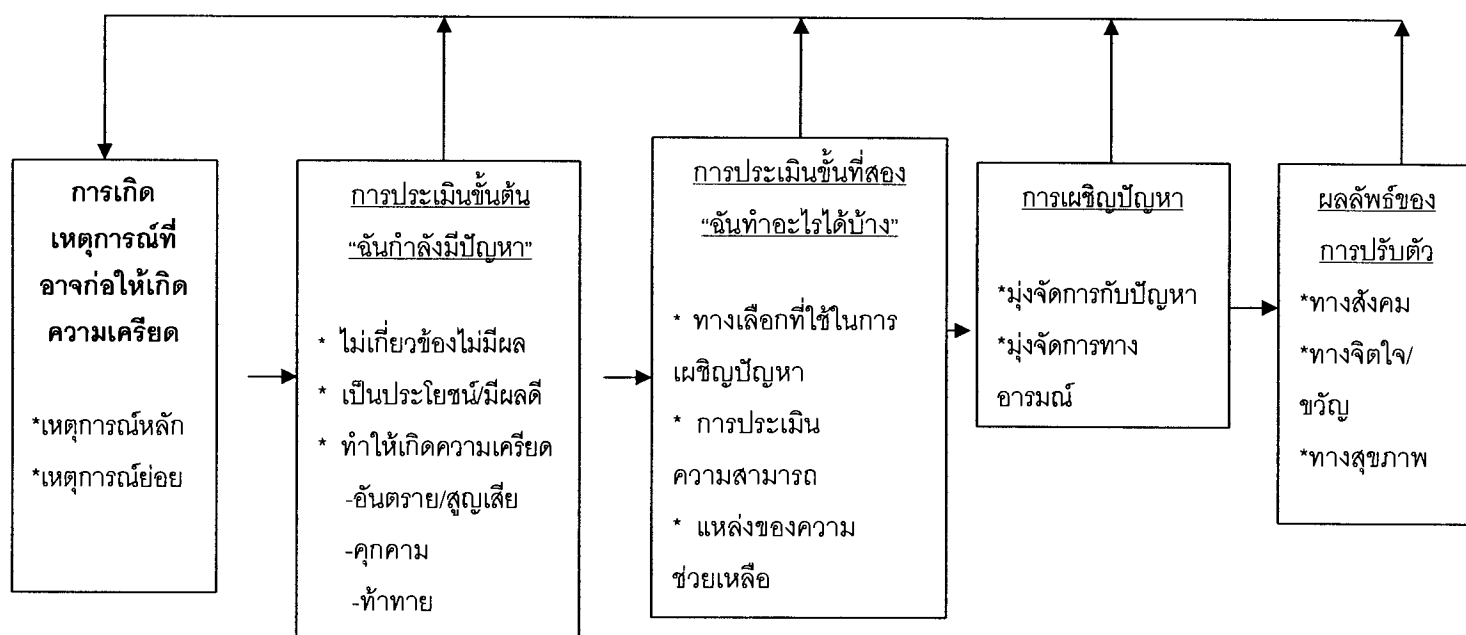 การเกิด
เหตุการณ์ที่
อาจก่อให้เกิด
ความเครียด
*เหตุการณ์หลัก
*เหตุการณ์ย่อย
การประเมินขั้นต้น
“ฉันกำลังมีปัญหา”
* ไม่เกี่ยวข้องไม่มีผล
* เป็นประโยชน์/มีผลดี
* ทำให้เกิดความเครียด
-อันตราย/สูญเสีย
-คุกคาม
-ท้าทาย
การประเมินขั้นที่สอง
“ฉันทำอะไรได้บ้าง”
* ทางเลือกที่ใช้ในการ
เผชิญปัญหา
* การประเมิน
ความสามารถ
* แหล่งของความ
ช่วยเหลือ
การเผชิญปัญหา
*มุ่งจัดการกับปัญหา
*มุ่งจัดการทาง
อารมณ์
ผลลัพธ์ของ
การปรับตัว
*ทางสังคม
*ทางจิตใจ/
ขวัญ
*ทางสุขภาพ